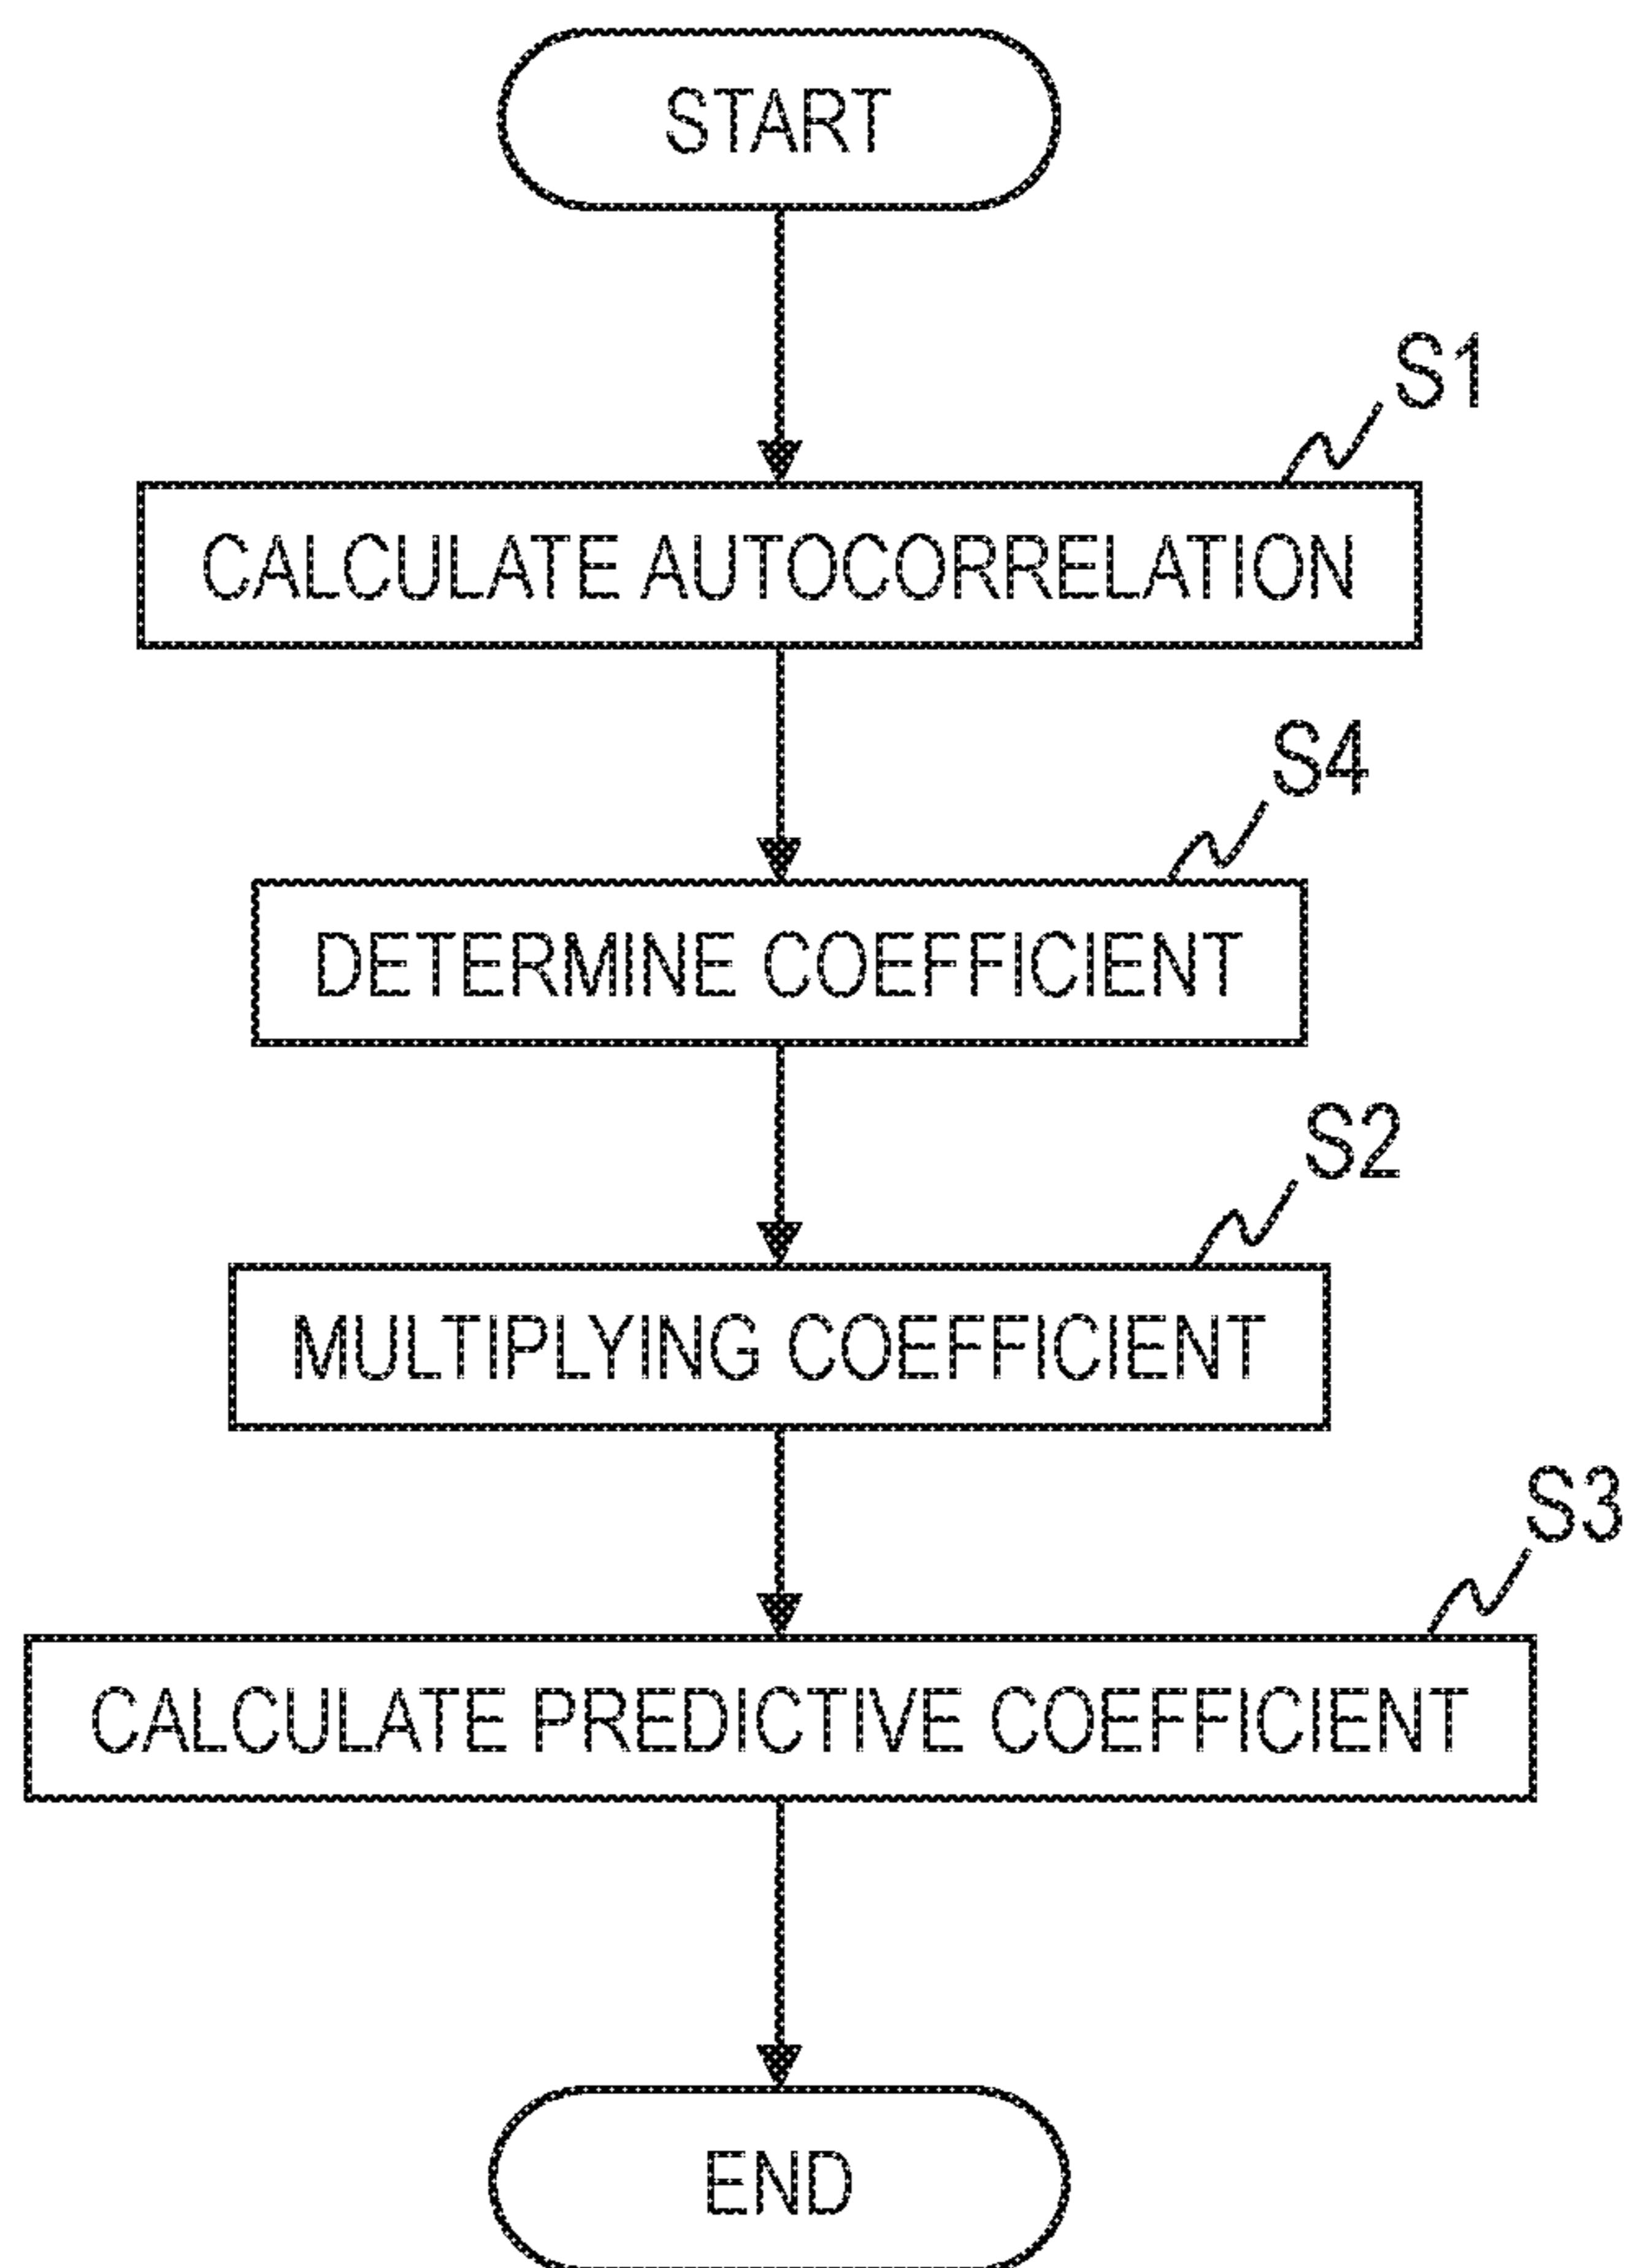 START
S1
CALCULATE AUTOCORRELATION
S4
DETERMINE COEFFICIENT
S2
MULTIPLYING COEFFICIENT
S3
CALCULATE PREDICTIVE COEFFICIENT
END